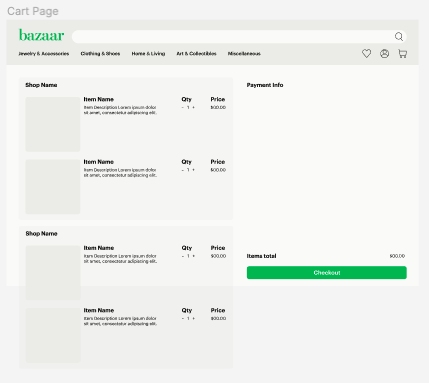 Cart Page
bazaar
Jewelry & Accessories Clothing & Shoes Home & Living Art & Collectibles Miscellaneous
Shop Name
Item Name Qty Price
Item Description Lorem ipsum dolor - 1 + $00.00
sit amet, consectetur adipiscing elit.
Item Name Qty Price
Item Description Lorem ipsum dolor - 1 + $00.00
sit amet, consectetur adipiscing elit.
Shop Name
Item Name Qty Price
Item Description Lorem ipsum dolor - 1 + $00.00
sit amet, consectetur adipiscing elit.
Item Name Qty Price
Item Description Lorem ipsum dolor - 1 + $00.00
sit amet, consectetur adipiscing elit.
Payment Info
Items total $00.00
Checkout